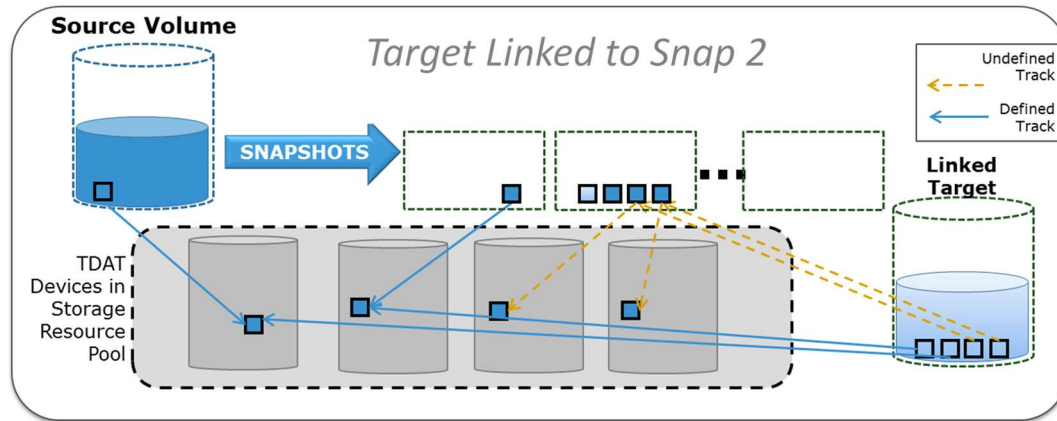 Source Volume
Target Linked to Snap 2
Undefined
Track
Defined
Track
SNAPSHOTS
Linked
Target
TDAT
Devices in
Storage
Resource
Pool